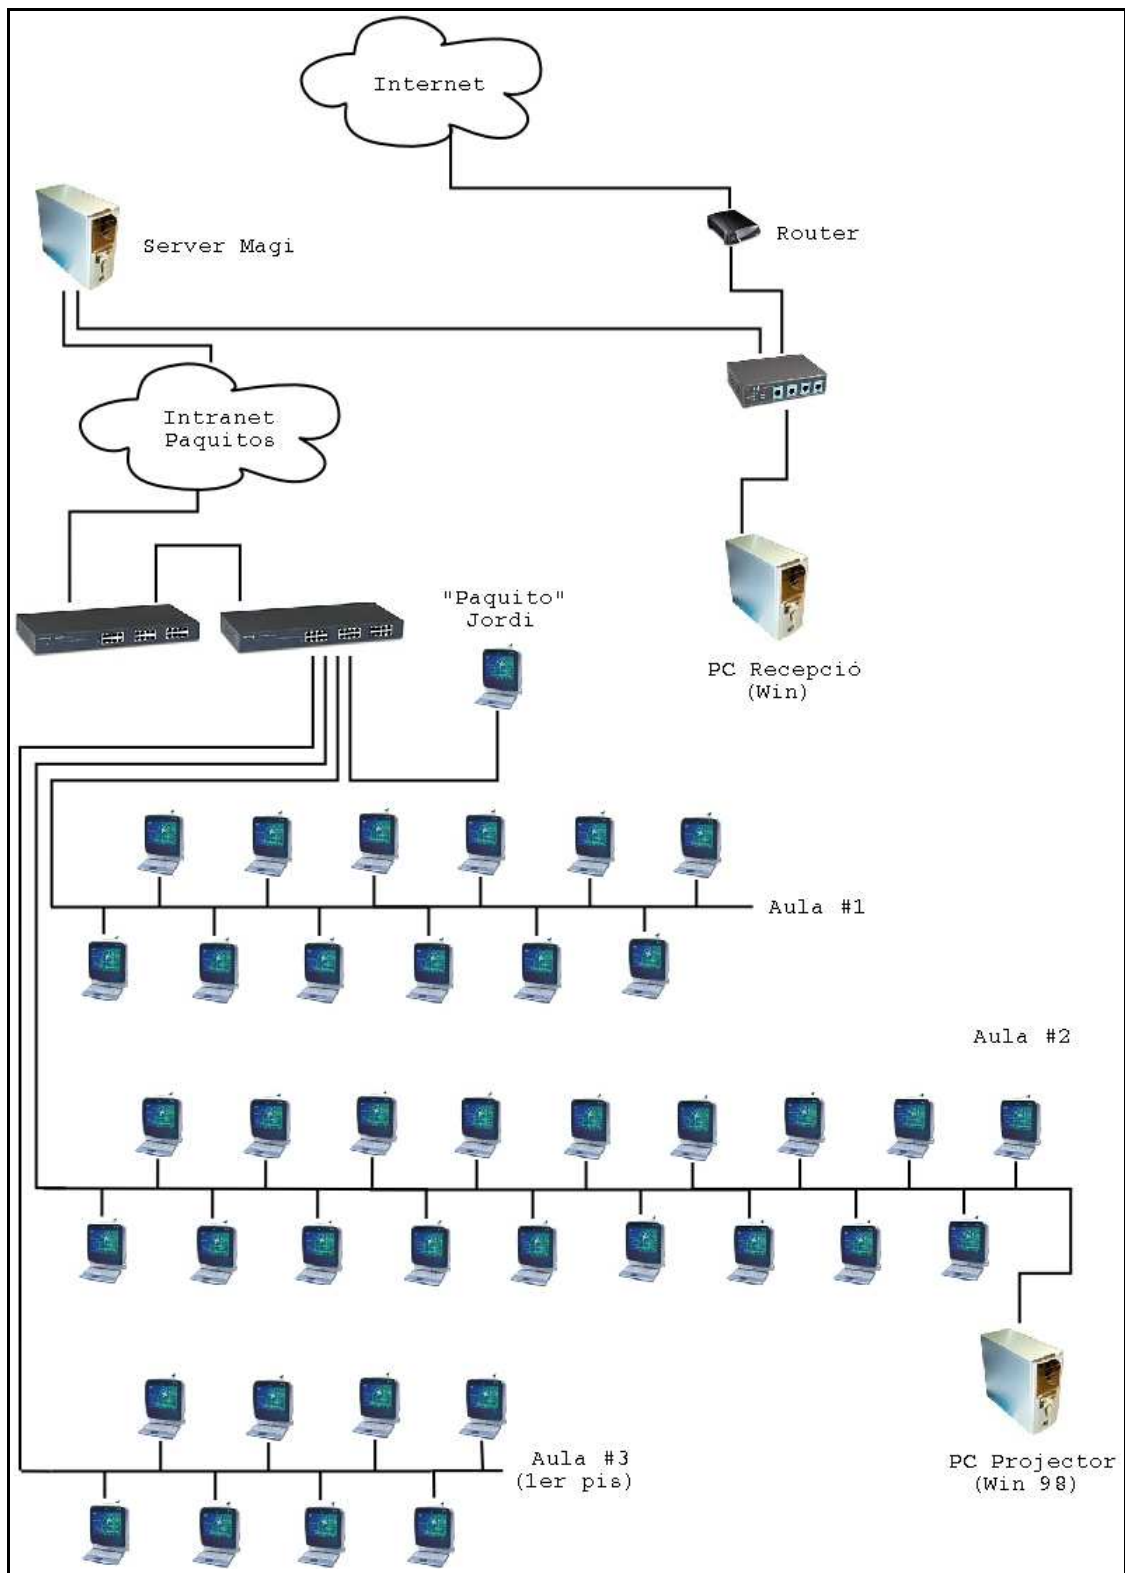 Internet
Router
Server Magi
Intranet
Paquitos
"Paquito"
Jordi
PC Recepció
(Win)
Aula #1
Aula #2
Aula #3
(1er pis)
PC Projector
(Win 98)